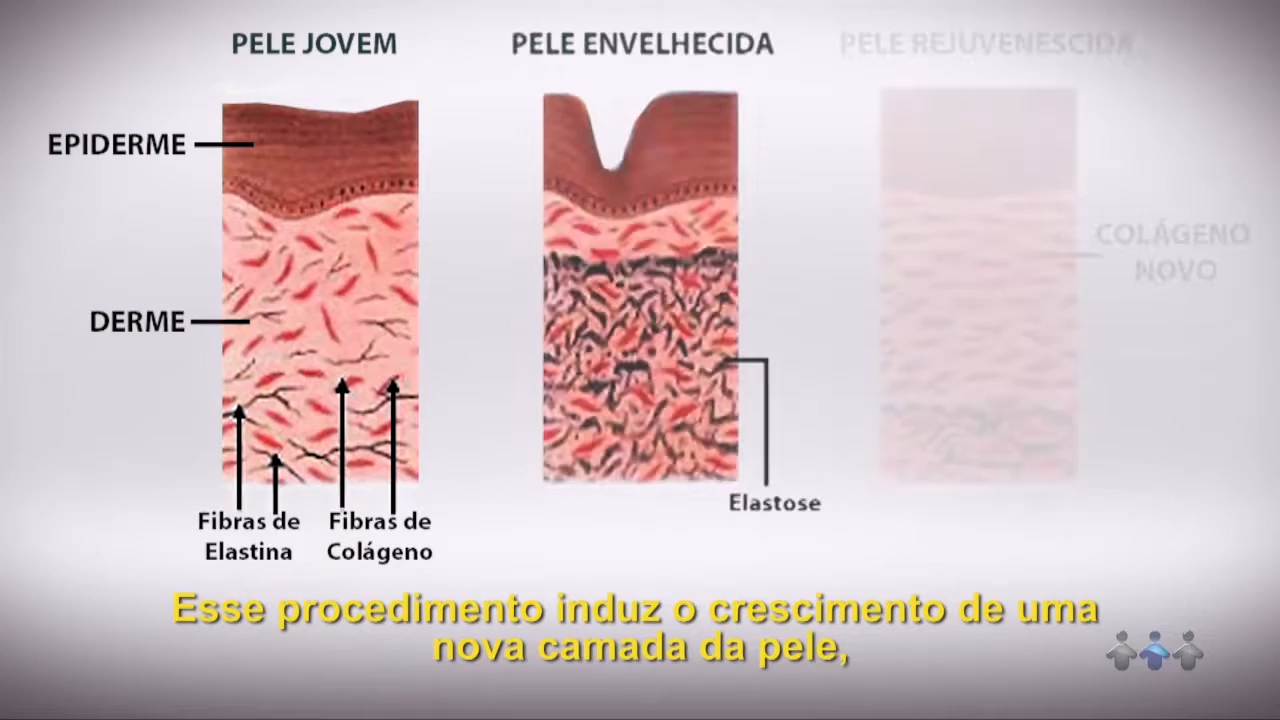 PELE JOVEM
PELE ENVELHECIDA
PELE REJUVENESCIDA
EPIDERME
DERME
COLÁGENO
NOVO
Elastose
Fibras de
Elastina
Fibras de
Colágeno
Esse procedimento induz o crescimento de uma
nova camada da pele,